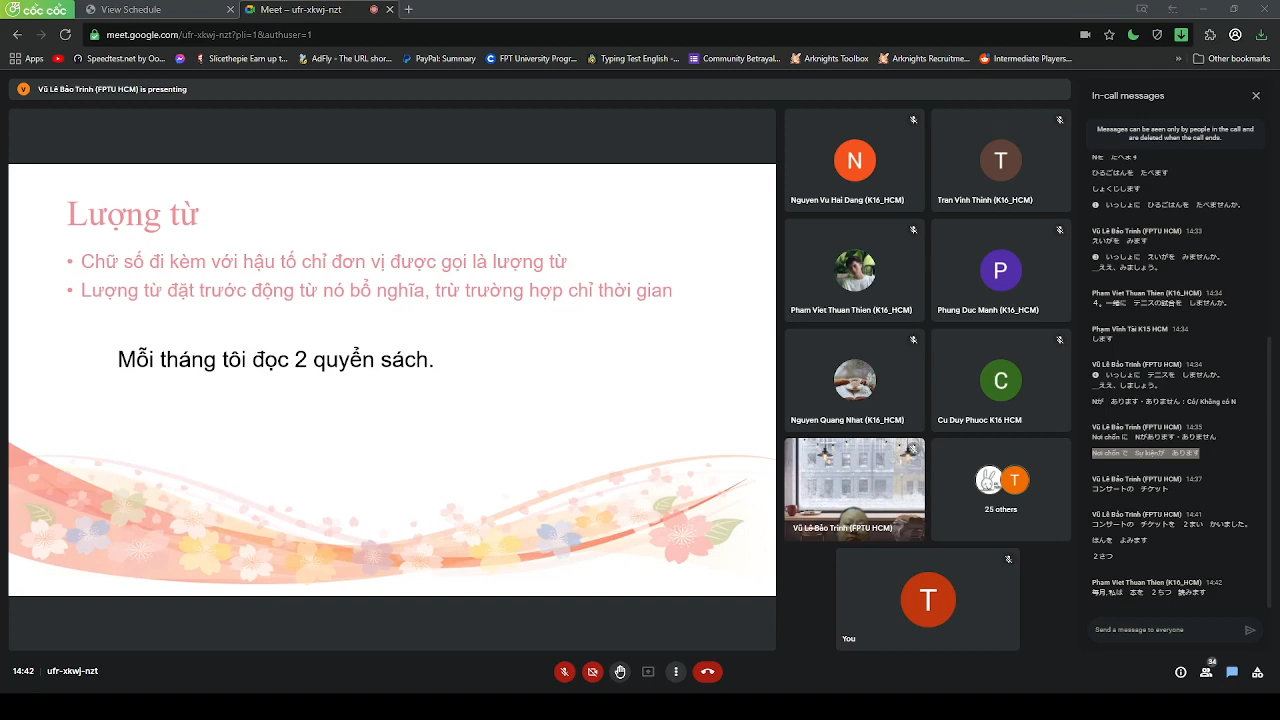 cốc cốc
View Schedule
Meet – ufr-xkwj-nzt
meet.google.com/ufr-xkwj-nzt?pli=1&authuser=1
Apps
Speedtest.net by Oo...
Slicethepie Earn up t...
AdFly - The URL shor...
PayPal: Summary
FPT University Progr...
Typing Test English -...
Community Betrayal...
Arknights Toolbox
Arknights Recruitme...
Intermediate Players...
»
Other bookmarks
V
Vũ Lê Bảo Trinh (FPTU HCM) is presenting
Lượng từ
• Chữ số đi kèm với hậu tố chỉ đơn vị được gọi là lượng từ
• Lượng từ đặt trước động từ nó bổ nghĩa, trừ trường hợp chỉ thời gian
Mỗi tháng tôi đọc 2 quyển sách.
N
Nguyen Vu Hai Dang (K16_HCM)
T
Tran Vinh Thinh (K16_HCM)
Pham Viet Thuan Thien (K16_HCM)
P
Phung Duc Manh (K16_HCM)
Nguyen Quang Nhat (K16_HCM)
C
Cu Duy Phuoc K16 HCM
Vũ Lê Bảo Trinh (FPTU HCM)
T
25 others
T
You
In-call messages
Messages can be seen only by people in the call and
are deleted when the call ends.
Nを　たべます
ひるごはんを　たべます
しょくじします
❶　いっしょに　ひるごはんを　たべませんか。
Vũ Lê Bảo Trinh (FPTU HCM) 14:33
えいがを　みます
❸　いっしょに　えいがを　みませんか。
＿ええ、みましょう。
Pham Viet Thuan Thien (K16_HCM) 14:34
４。一緒に　テニスの試合を　しませんか。
Phạm Vĩnh Tài K15 HCM 14:34
します
Vũ Lê Bảo Trinh (FPTU HCM) 14:34
❹　いっしょに　テニスを　しませんか。
＿ええ、しましょう。
Nが　あります・ありません : Có/ Không có N
Vũ Lê Bảo Trinh (FPTU HCM) 14:35
Nơi chốn に　Nがあります・ありません
Nơi chốn で　Sự kiệnが　あります
Vũ Lê Bảo Trinh (FPTU HCM) 14:37
コンサートの　チケット
Vũ Lê Bảo Trinh (FPTU HCM) 14:41
コンサートの　チケットを　２まい　かいました。
ほんを　よみます
２さつ
Pham Viet Thuan Thien (K16_HCM) 14:42
毎月, 私は　本を　２ちつ　読みます
Send a message to everyone
14:42 | ufr-xkwj-nzt
34